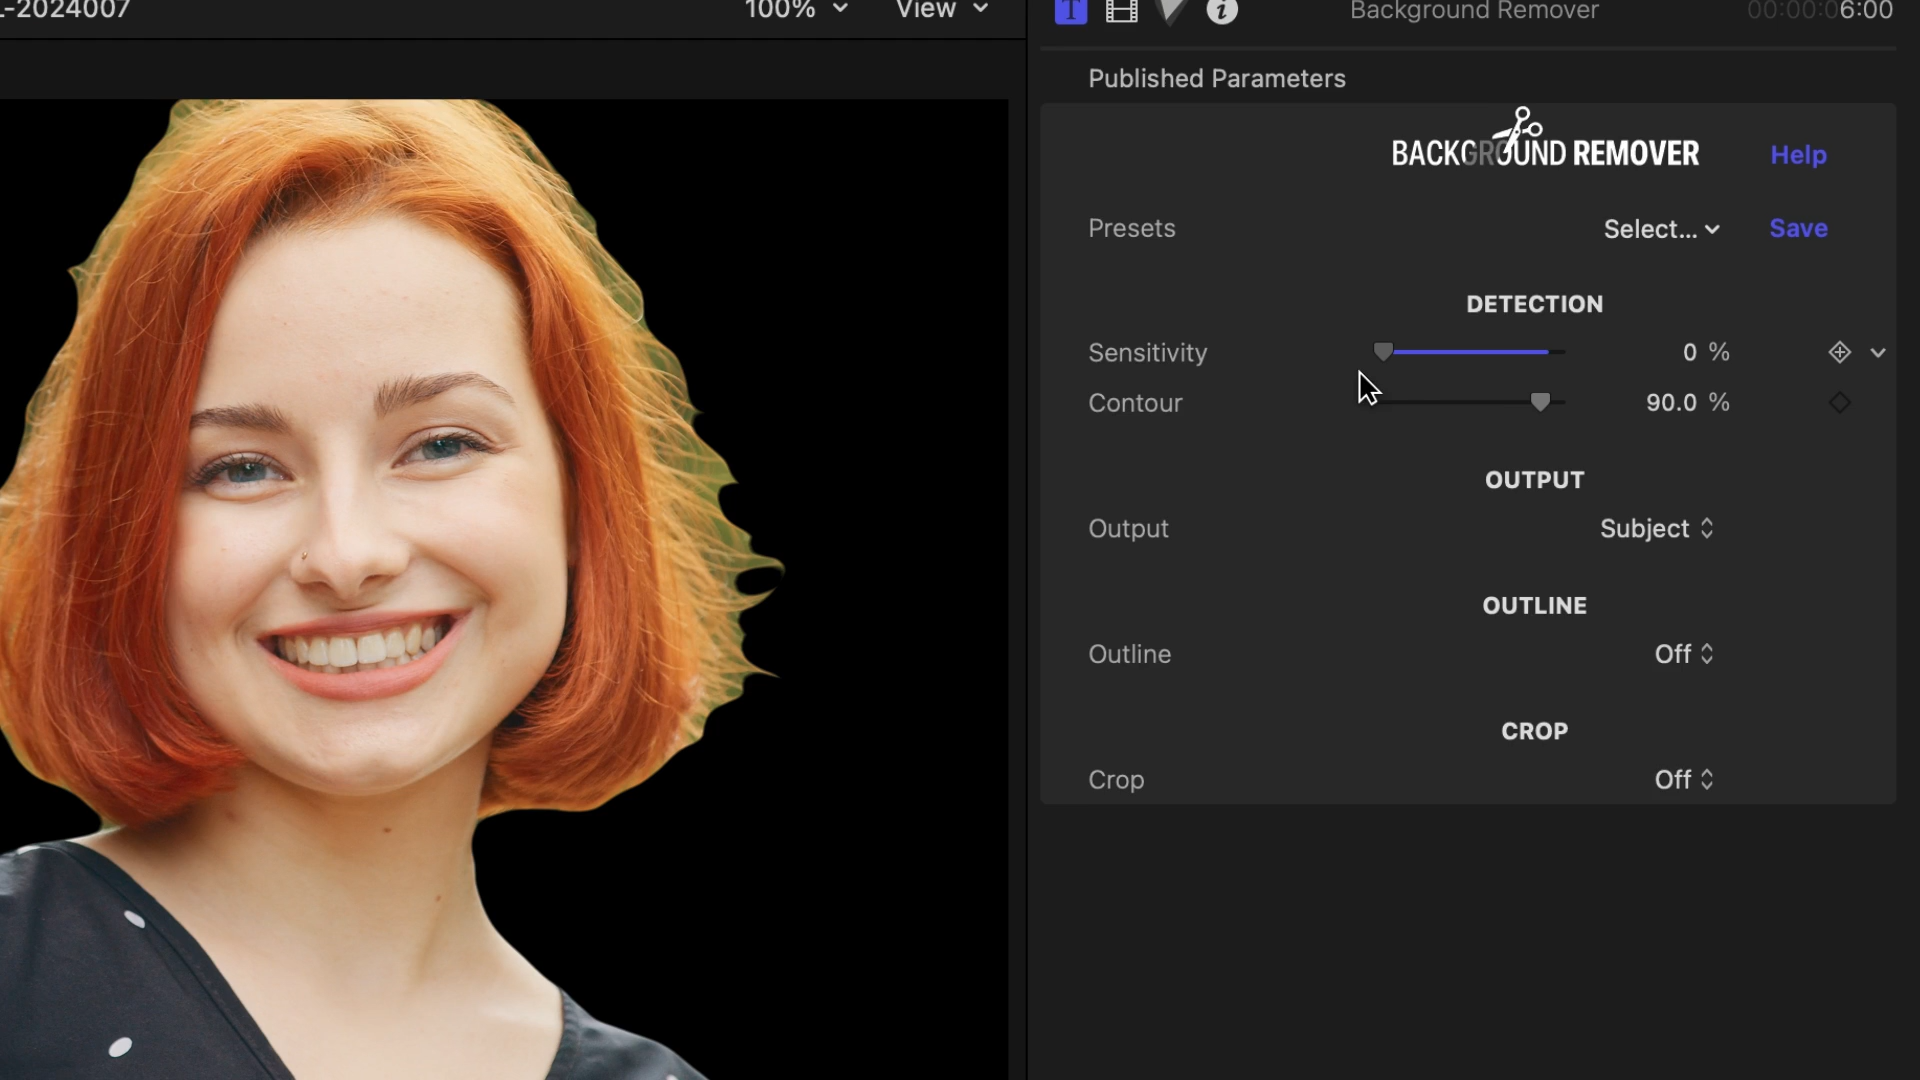 -2024007
100%
View
T
i
Background Remover
00:00:06:00
Published Parameters
BACKGROUND REMOVER
Help
Presets
Select...
Save
DETECTION
Sensitivity
0 %
Contour
90.0 %
OUTPUT
Output
Subject
OUTLINE
Outline
Off
CROP
Crop
Off